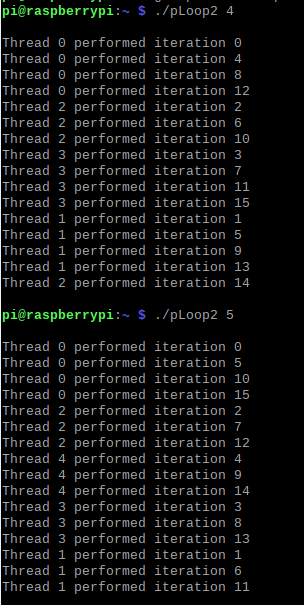 pi@raspberrypi:~ $ ./pLoop2 4
Thread 0 performed iteration 0
Thread 0 performed iteration 4
Thread 0 performed iteration 8
Thread 0 performed iteration 12
Thread 2 performed iteration 2
Thread 2 performed iteration 6
Thread 2 performed iteration 10
Thread 3 performed iteration 3
Thread 3 performed iteration 7
Thread 3 performed iteration 11
Thread 3 performed iteration 15
Thread 1 performed iteration 1
Thread 1 performed iteration 5
Thread 1 performed iteration 9
Thread 1 performed iteration 13
Thread 2 performed iteration 14
pi@raspberrypi:~ $ ./pLoop2 5
Thread 0 performed iteration 0
Thread 0 performed iteration 5
Thread 0 performed iteration 10
Thread 0 performed iteration 15
Thread 2 performed iteration 2
Thread 2 performed iteration 7
Thread 2 performed iteration 12
Thread 4 performed iteration 4
Thread 4 performed iteration 9
Thread 4 performed iteration 14
Thread 3 performed iteration 3
Thread 3 performed iteration 8
Thread 3 performed iteration 13
Thread 1 performed iteration 1
Thread 1 performed iteration 6
Thread 1 performed iteration 11